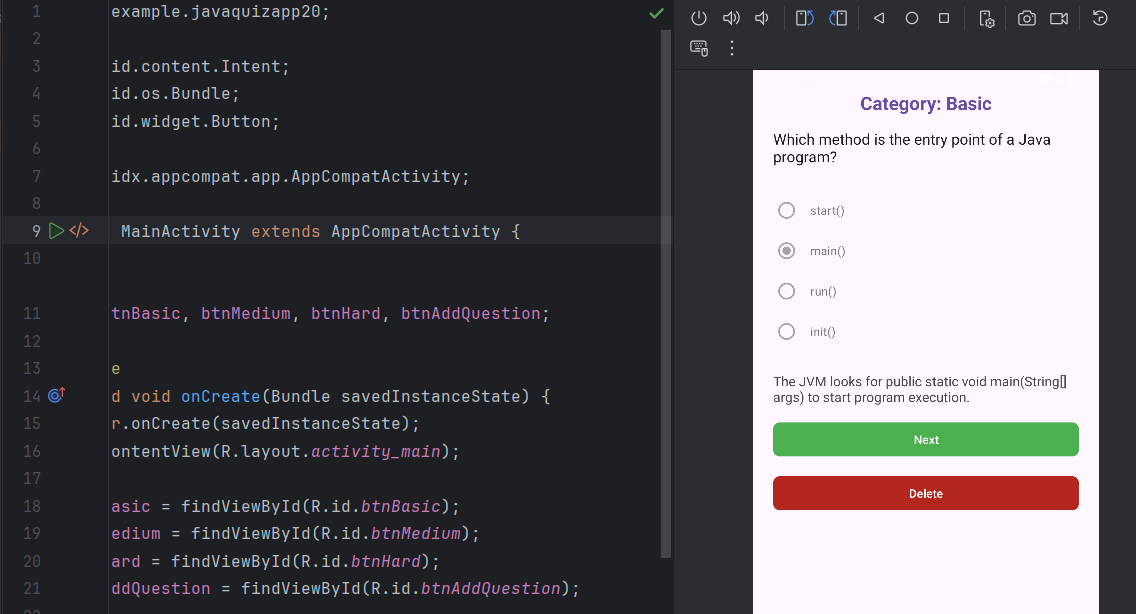 1 example.javaquizapp20;
2
3 id.content.Intent;
4 id.os.Bundle;
5 id.widget.Button;
6
7 idx.appcompat.app.AppCompatActivity;
8
9 MainActivity extends AppCompatActivity {
10
11 tnBasic, btnMedium, btnHard, btnAddQuestion;
12
13 e
14 d void onCreate(Bundle savedInstanceState) {
15 r.onCreate(savedInstanceState);
16 ontentView(R.layout.activity_main);
17
18 asic = findViewById(R.id.btnBasic);
19 edium = findViewById(R.id.btnMedium);
20 ard = findViewById(R.id.btnHard);
21 ddQuestion = findViewById(R.id.btnAddQuestion);
Category: Basic
Which method is the entry point of a Java
program?
start()
main()
run()
init()
The JVM looks for public static void main(String[]
args) to start program execution.
Next
Delete